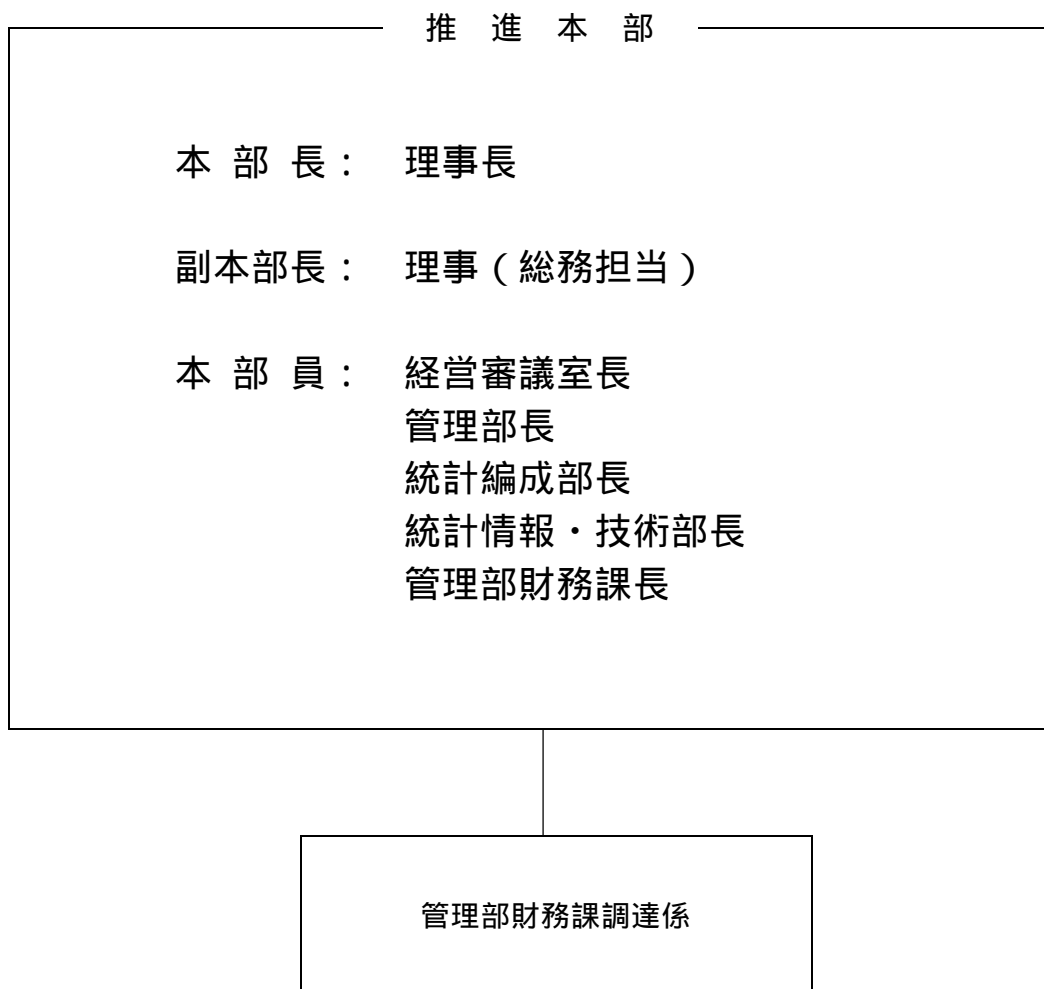 推進本部
本部長： 理事長
副本部長： 理事（総務担当）
本部員： 経営審議室長
管理部長
統計編成部長
統計情報・技術部長
管理部財務課長
管理部財務課調達係